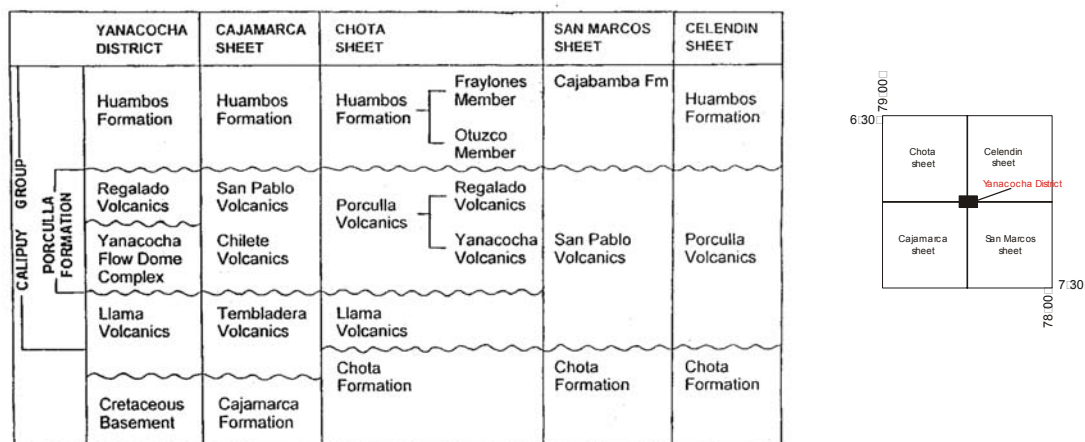 YANACOCHA
DISTRICT
CAJAMARCA
SHEET
CHOTA
SHEET
SAN MARCOS
SHEET
CELENDIN
SHEET
CALIPUY GROUP
PORCULLA
FORMATION
Huambos
Formation
Huambos
Formation
Huambos
Formation
Fraylones
Member
Otuzco
Member
Cajabamba Fm
Huambos
Formation
Regalado
Volcanics
San Pablo
Volcanics
Porculla
Volcanics
Regalado
Volcanics
Yanacocha
Volcanics
San Pablo
Volcanics
Porculla
Volcanics
Yanacocha
Flow Dome
Complex
Chilete
Volcanics
Llama
Volcanics
Tembladera
Volcanics
Llama
Volcanics
Chota
Formation
Chota
Formation
Chota
Formation
Cretaceous
Basement
Cajamarca
Formation
79□00□
6□30□
Chota
sheet
Celendin
sheet
Yanacocha District
Cajamarca
sheet
San Marcos
sheet
7□30
78□00□